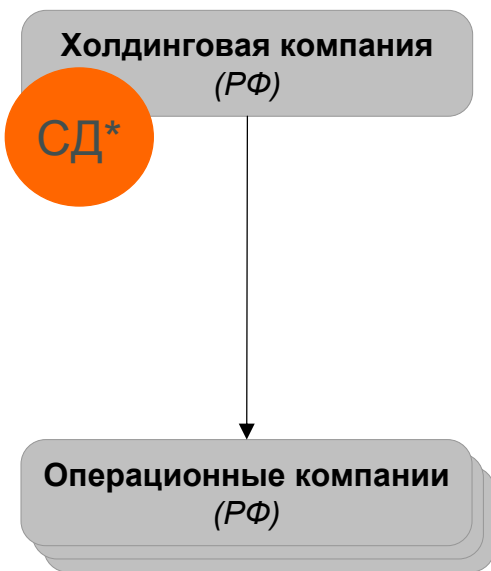 Холдинговая компания
(РФ)
СД*
Операционные компании
(РФ)